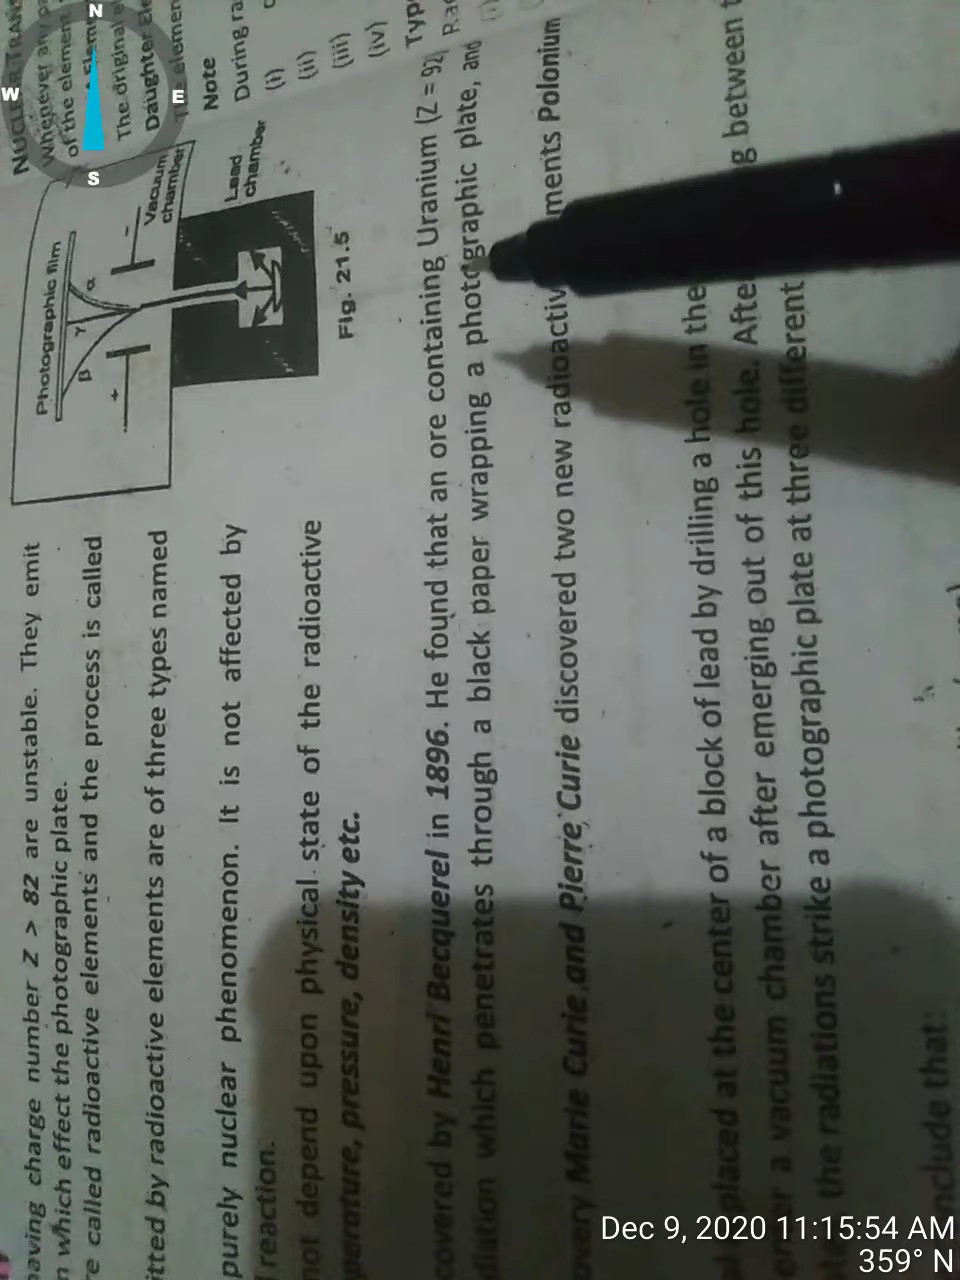 N
W
E
S
aving charge number Z > 82 are unstable. They emit
n which effect the photographic plate.
re called radioactive elements and the process is called
itted by radioactive elements are of three types named
purely nuclear phenomenon. It is not affected by
reaction.
not depend upon physical state of the radioactive
perature, pressure, density etc.
Photographic film
β
γ
α
+
−
Vacuum
chamber
Lead
chamber
Fig. 21.5
covered by Henri Becquerel in 1896. He found that an ore containing Uranium (Z = 92
diation which penetrates through a black paper wrapping a photographic plate, and
overy Marie Curie and Pierre Curie discovered two new radioactiv ments Polonium
placed at the center of a block of lead by drilling a hole in the
a vacuum chamber after emerging out of this hole. Afte g between t
the radiations strike a photographic plate at three different
nclude that:
NUCLEAR TRANS
Whenever an
of the element
The original e
Daughter Ele
elemen
Note
During ra
(i)
(ii)
(iii)
(iv)
Typ
Ra
(i)
Dec 9, 2020 11:15:54 AM
359° N